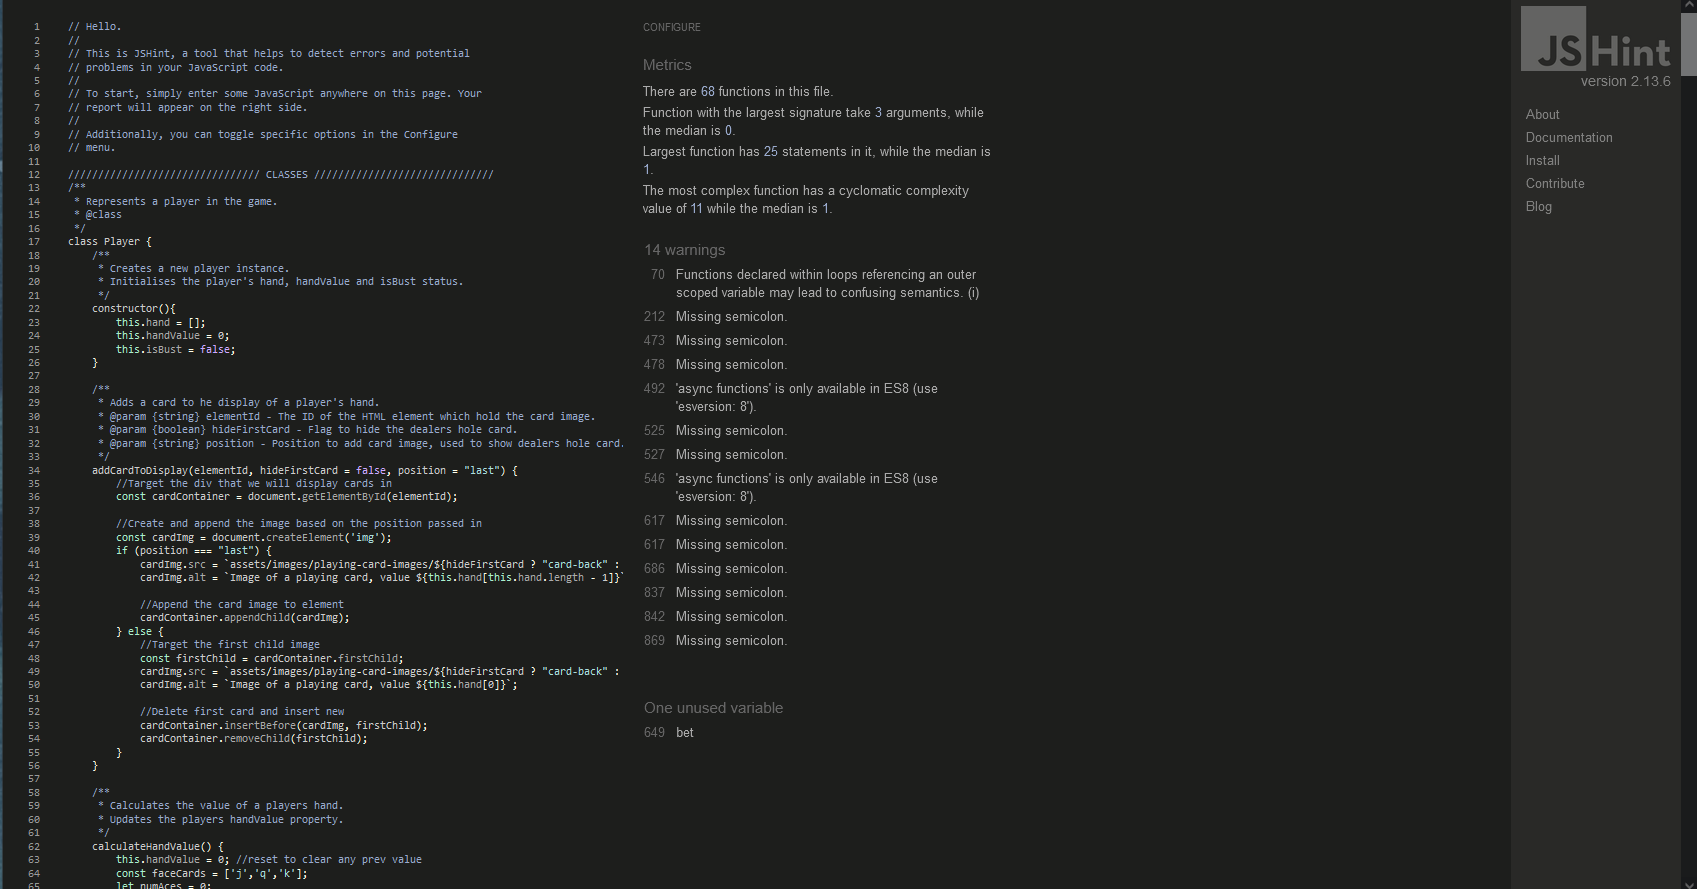 1 // Hello.
2 //
3 // This is JSHint, a tool that helps to detect errors and potential
4 // problems in your JavaScript code.
5 //
6 // To start, simply enter some JavaScript anywhere on this page. Your
7 // report will appear on the right side.
8 //
9 // Additionally, you can toggle specific options in the Configure
10 // menu.
11
12 //////////////////////////////// CLASSES //////////////////////////////
13 /**
14 * Represents a player in the game.
15 * @class
16 */
17 class Player {
18 /**
19 * Creates a new player instance.
20 * Initialises the player's hand, handValue and isBust status.
21 */
22 constructor(){
23 this.hand = [];
24 this.handValue = 0;
25 this.isBust = false;
26 }
27
28 /**
29 * Adds a card to he display of a player's hand.
30 * @param {string} elementId - The ID of the HTML element which hold the card image.
31 * @param {boolean} hideFirstCard - Flag to hide the dealers hole card.
32 * @param {string} position - Position to add card image, used to show dealers hole card.
33 */
34 addCardToDisplay(elementId, hideFirstCard = false, position = "last") {
35 //Target the div that we will display cards in
36 const cardContainer = document.getElementById(elementId);
37
38 //Create and append the image based on the position passed in
39 const cardImg = document.createElement('img');
40 if (position === "last") {
41 cardImg.src = `assets/images/playing-card-images/${hideFirstCard ? "card-back" :
42 cardImg.alt = `Image of a playing card, value ${this.hand[this.hand.length - 1]}`
43
44 //Append the card image to element
45 cardContainer.appendChild(cardImg);
46 } else {
47 //Target the first child image
48 const firstChild = cardContainer.firstChild;
49 cardImg.src = `assets/images/playing-card-images/${hideFirstCard ? "card-back" :
50 cardImg.alt = `Image of a playing card, value ${this.hand[0]}`;
51
52 //Delete first card and insert new
53 cardContainer.insertBefore(cardImg, firstChild);
54 cardContainer.removeChild(firstChild);
55 }
56 }
57
58 /**
59 * Calculates the value of a players hand.
60 * Updates the players handValue property.
61 */
62 calculateHandValue() {
63 this.handValue = 0; //reset to clear any prev value
64 const faceCards = ['j','q','k'];
65 let numAces = 0;
CONFIGURE
Metrics
There are 68 functions in this file.
Function with the largest signature take 3 arguments, while
the median is 0.
Largest function has 25 statements in it, while the median is
1.
The most complex function has a cyclomatic complexity
value of 11 while the median is 1.
14 warnings
70 Functions declared within loops referencing an outer
scoped variable may lead to confusing semantics. (i)
212 Missing semicolon.
473 Missing semicolon.
478 Missing semicolon.
492 'async functions' is only available in ES8 (use
'esversion: 8').
525 Missing semicolon.
527 Missing semicolon.
546 'async functions' is only available in ES8 (use
'esversion: 8').
617 Missing semicolon.
617 Missing semicolon.
686 Missing semicolon.
837 Missing semicolon.
842 Missing semicolon.
869 Missing semicolon.
One unused variable
649 bet
JSHint
version 2.13.6
About
Documentation
Install
Contribute
Blog